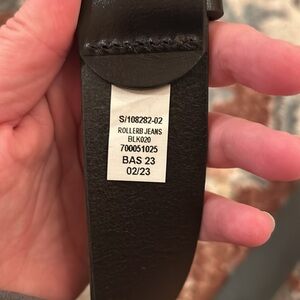 S/108282-02
ROLLERB JEANS
BLK020
700051025
BAS 23
02/23